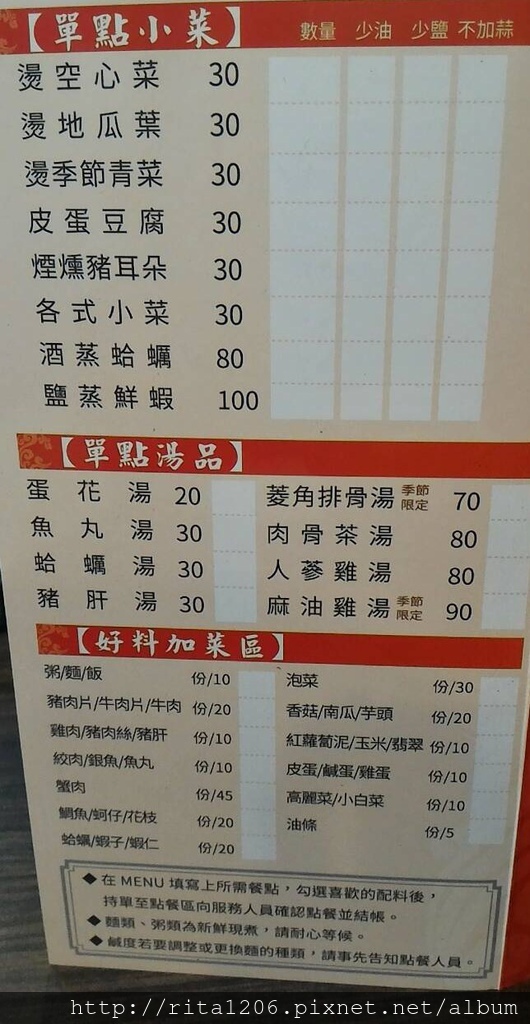 【單點小菜】 數量 少油 少鹽 不加蒜
燙空心菜 30
燙地瓜葉 30
燙季節青菜 30
皮蛋豆腐 30
煙燻豬耳朵 30
各式小菜 30
酒蒸蛤蠣 80
鹽蒸鮮蝦 100
【單點湯品】
蛋花湯 20 菱角排骨湯 季節限定 70
魚丸湯 30 肉骨茶湯 80
蛤蠣湯 30 人蔘雞湯 80
豬肝湯 30 麻油雞湯 季節限定 90
【好料加菜區】
粥/麵/飯 份/10 泡菜 份/30
豬肉片/牛肉片/牛肉 份/20 香菇/南瓜/芋頭 份/20
雞肉/豬肉絲/豬肝 份/10 紅蘿蔔泥/玉米/翡翠 份/10
絞肉/銀魚/魚丸 份/10 皮蛋/鹹蛋/雞蛋 份/10
蟹肉 份/45 高麗菜/小白菜 份/10
鯛魚/蚵仔/花枝 份/20 油條 份/5
蛤蠣/蝦子/蝦仁 份/20
◆在 MENU 填寫上所需餐點，勾選喜歡的配料後，
持單至點餐區向服務人員確認點餐並結帳。
◆麵類、粥類為新鮮現煮，請耐心等候。
◆鹹度若要調整或更換麵的種類，請事先告知點餐人員。
http://rita1206.pixnet.net/album